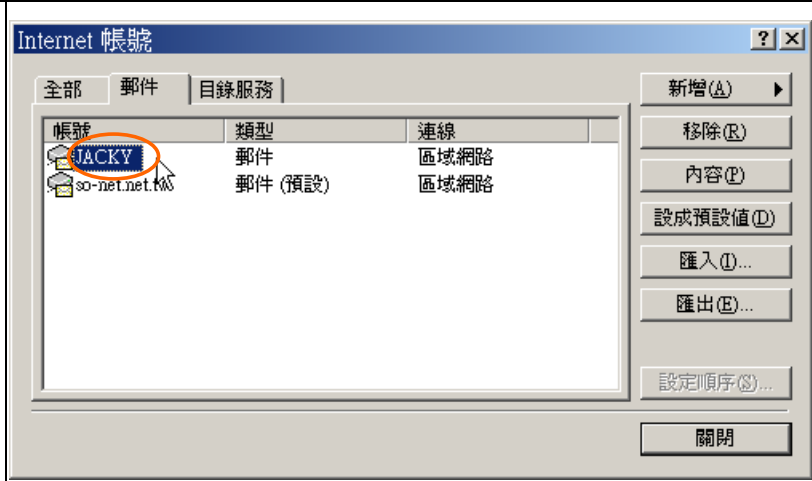 Internet 帳號
全部 郵件 目錄服務
帳號 類型 連線
JACKY 郵件 區域網路
so-net.net.tw 郵件 (預設) 區域網路
新增(A)
移除(R)
內容(P)
設成預設值(D)
匯入(I)...
匯出(E)...
設定順序(S)...
關閉